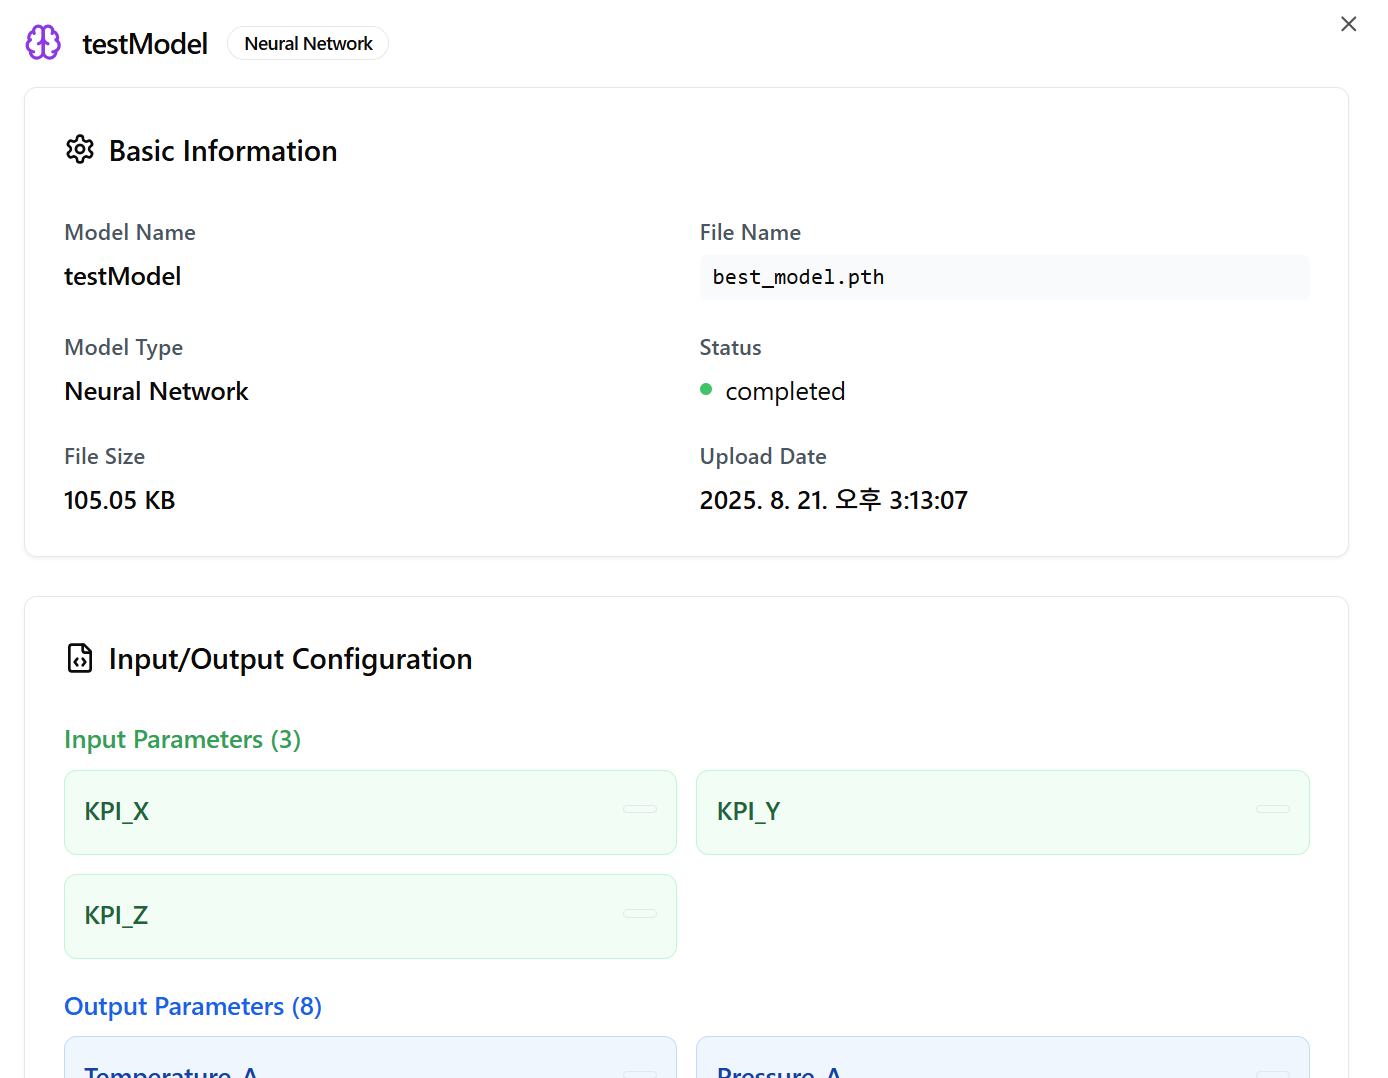 testModel
Neural Network
Basic Information
Model Name
File Name
testModel
best_model.pth
Model Type
Status
Neural Network
completed
File Size
Upload Date
105.05 KB
2025. 8. 21. 오후 3:13:07
Input/Output Configuration
Input Parameters (3)
KPI_X
KPI_Y
KPI_Z
Output Parameters (8)
Temperature_A
Pressure_A